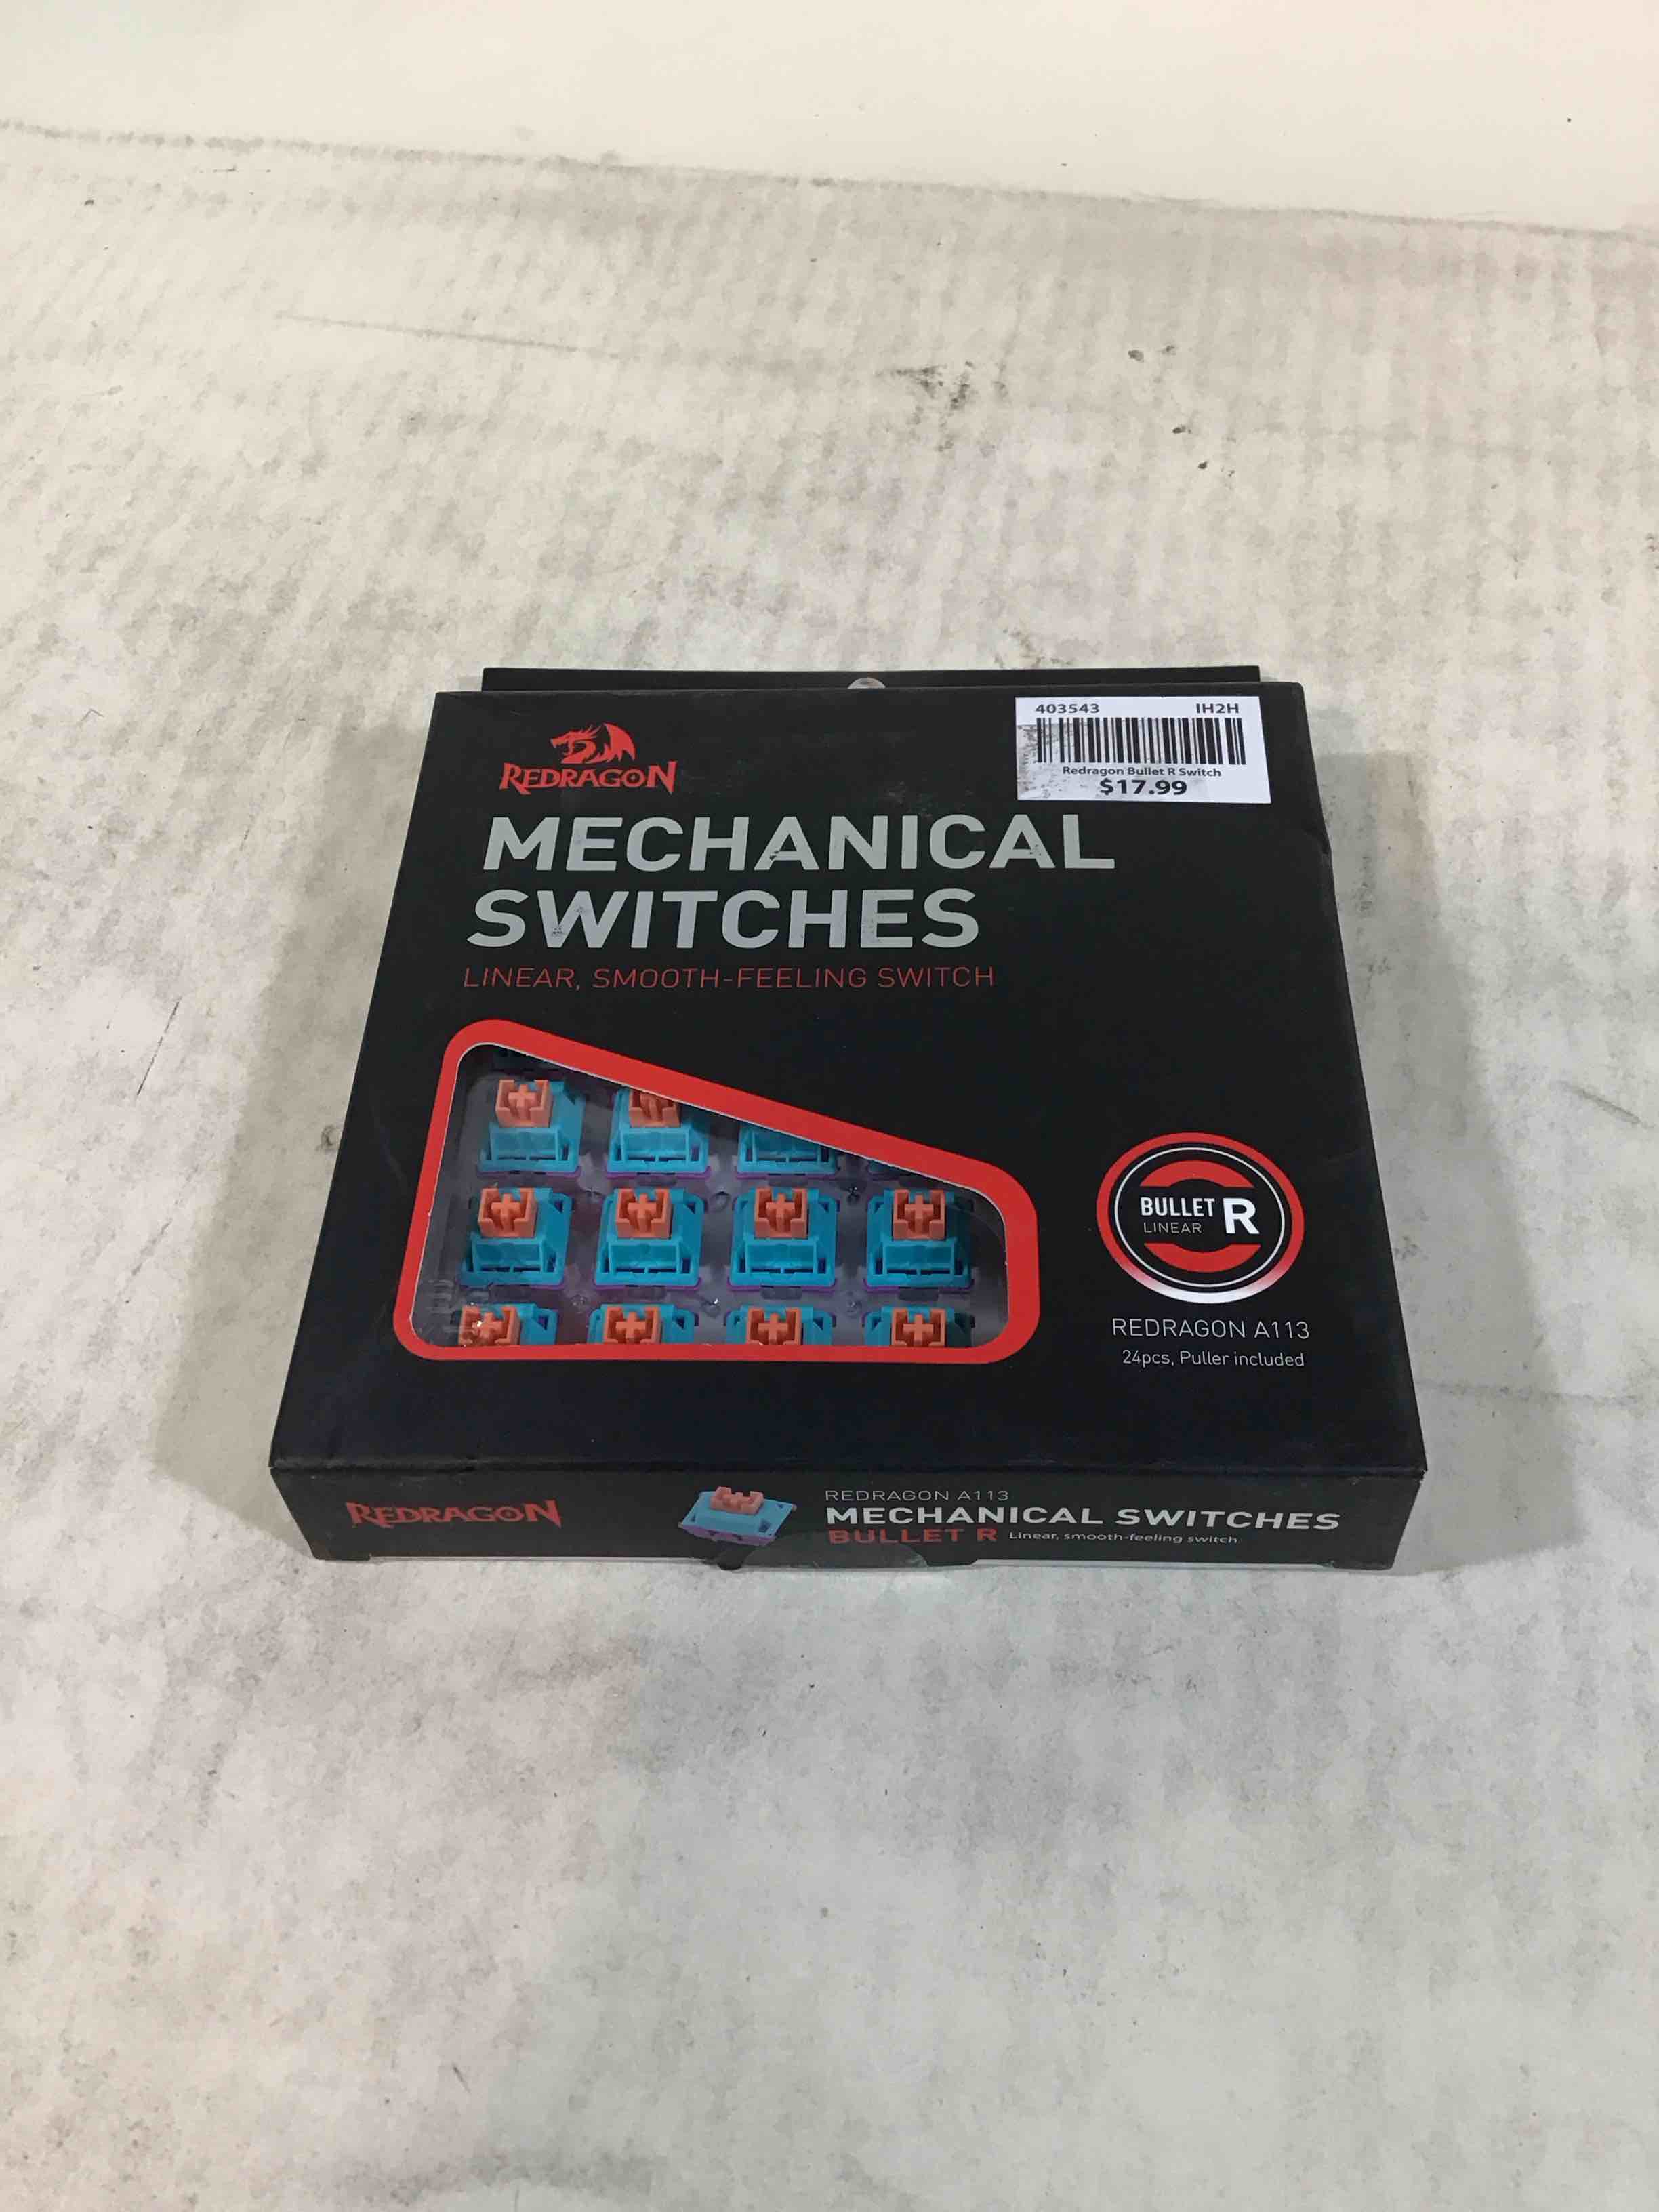 403543 IH2H
Redragon Bullet R Switch
$17.99
REDRAGON
MECHANICAL
SWITCHES
LINEAR, SMOOTH-FEELING SWITCH
BULLET R
LINEAR
REDRAGON A113
24pcs, Puller included
REDRAGON
REDRAGON A113
MECHANICAL SWITCHES
BULLET R Linear, smooth-feeling switch